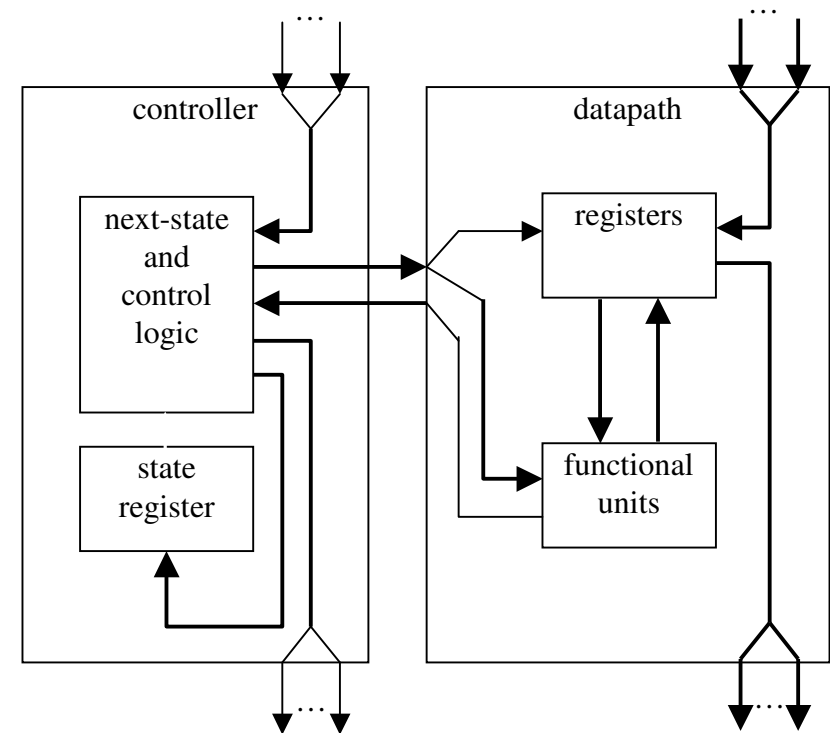 ...
...
controller
datapath
next-state
and
control
logic
registers
state
register
functional
units
...
...